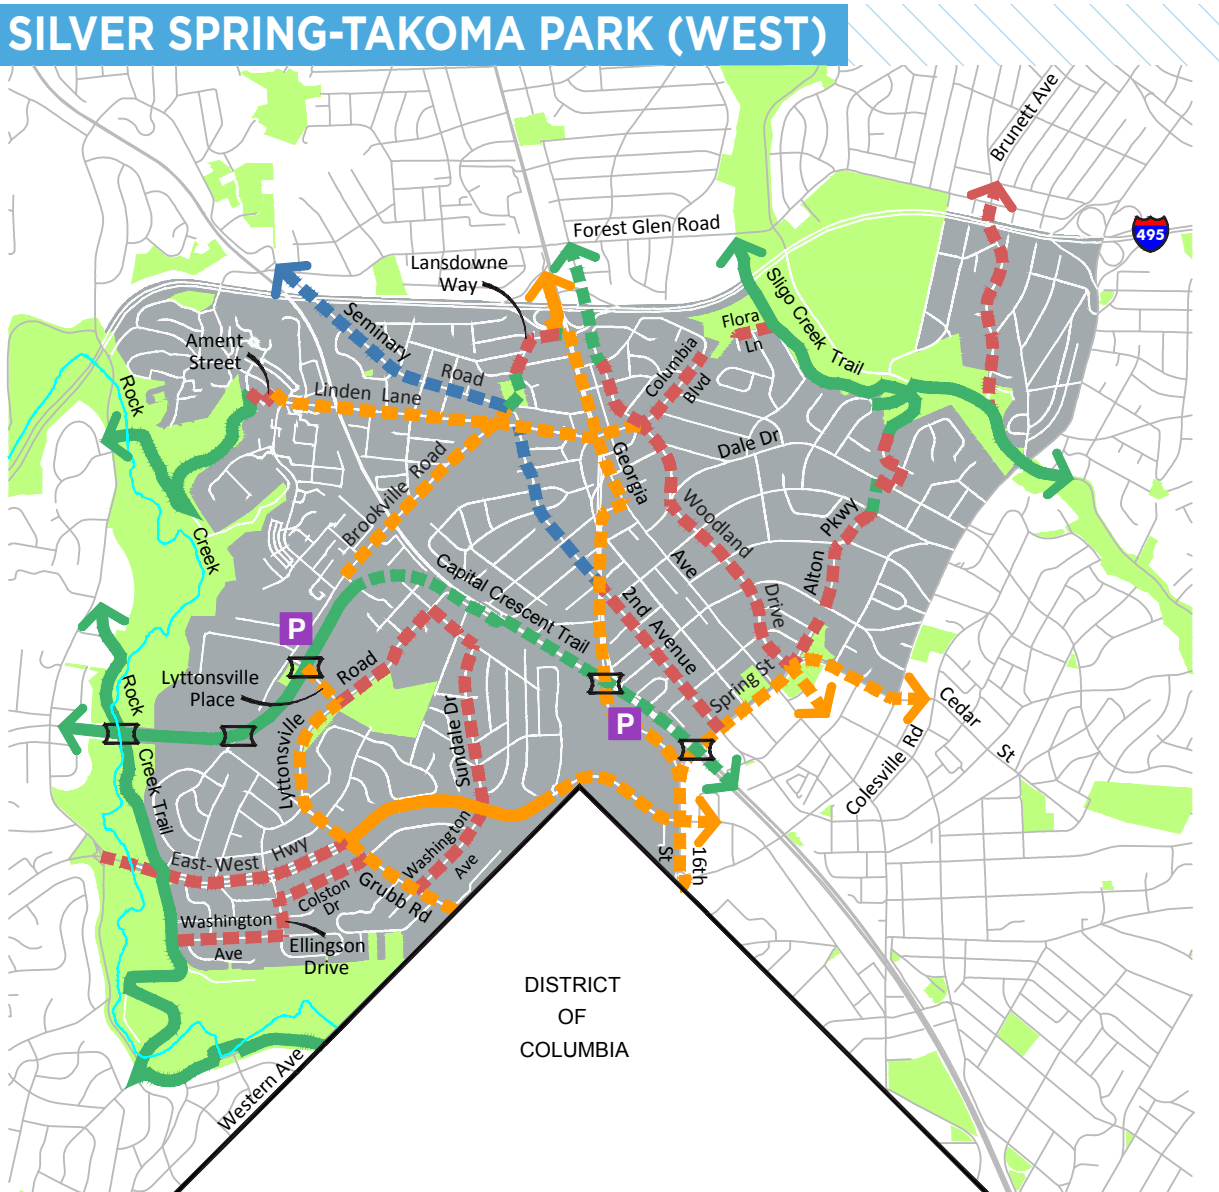 SILVER SPRING-TAKOMA PARK (WEST)
Brunett Ave
495
Forest Glen Road
Lansdowne
Way
Sligo Creek Trail
Seminary
Road
Flora
Ln
Ament
Street
Columbia
Blvd
Rock
Creek
Linden Lane
Dale Dr
Georgia
Ave
Brookville Road
Woodland
Drive
Pkwy
Alton
Capital Crescent Trail
2nd Avenue
P
Lyttonsville
Place
Road
Lyttonsville
Spring St
Cedar
St
Rock
Creek Trail
Sundale Dr
P
Colesville Rd
East-West Hwy
Washington
Ave
16th
St
Colston
Dr
Grubb Rd
Washington
Ave
Ellingson
Drive
DISTRICT
OF
COLUMBIA
Western Ave